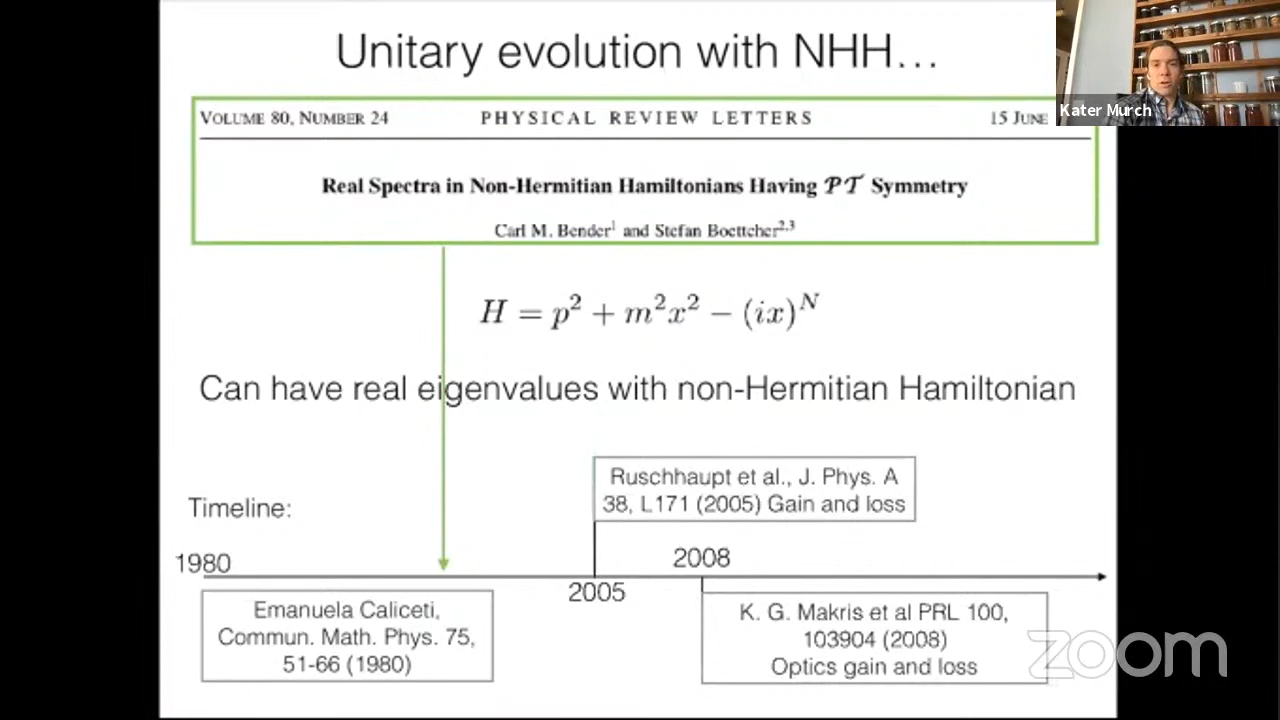 Unitary evolution with NHH...
Kater Murch
VOLUME 80, NUMBER 24 PHYSICAL REVIEW LETTERS 15 JUNE
Real Spectra in Non-Hermitian Hamiltonians Having 𝒫𝒯 Symmetry
Carl M. Bender¹ and Stefan Boettcher²,³
H = p² + m²x² − (ix)ᴺ
Can have real eigenvalues with non-Hermitian Hamiltonian
Ruschhaupt et al., J. Phys. A
38, L171 (2005) Gain and loss
Timeline:
1980
2008
2005
Emanuela Caliceti,
Commun. Math. Phys. 75,
51-66 (1980)
K. G. Makris et al PRL 100,
103904 (2008)
Optics gain and loss
zoom